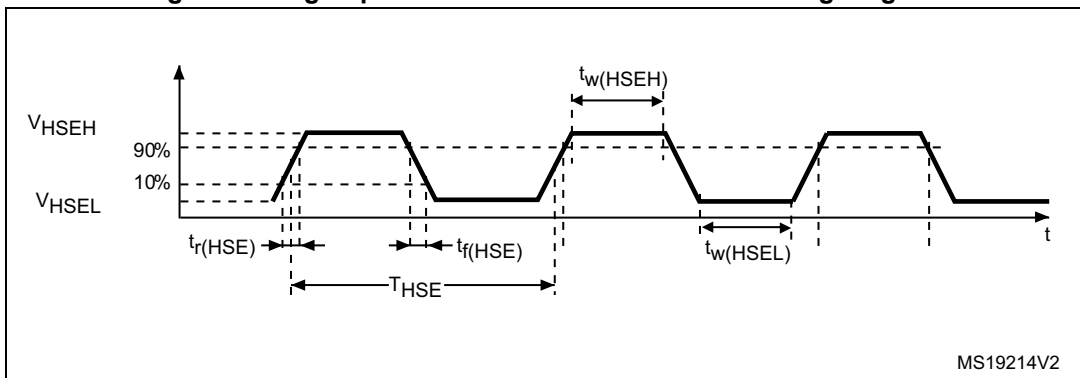 tw(HSEH)
VHSEH
90%
10%
VHSEL
tr(HSE)
tf(HSE)
tw(HSEL)
t
THSE
MS19214V2